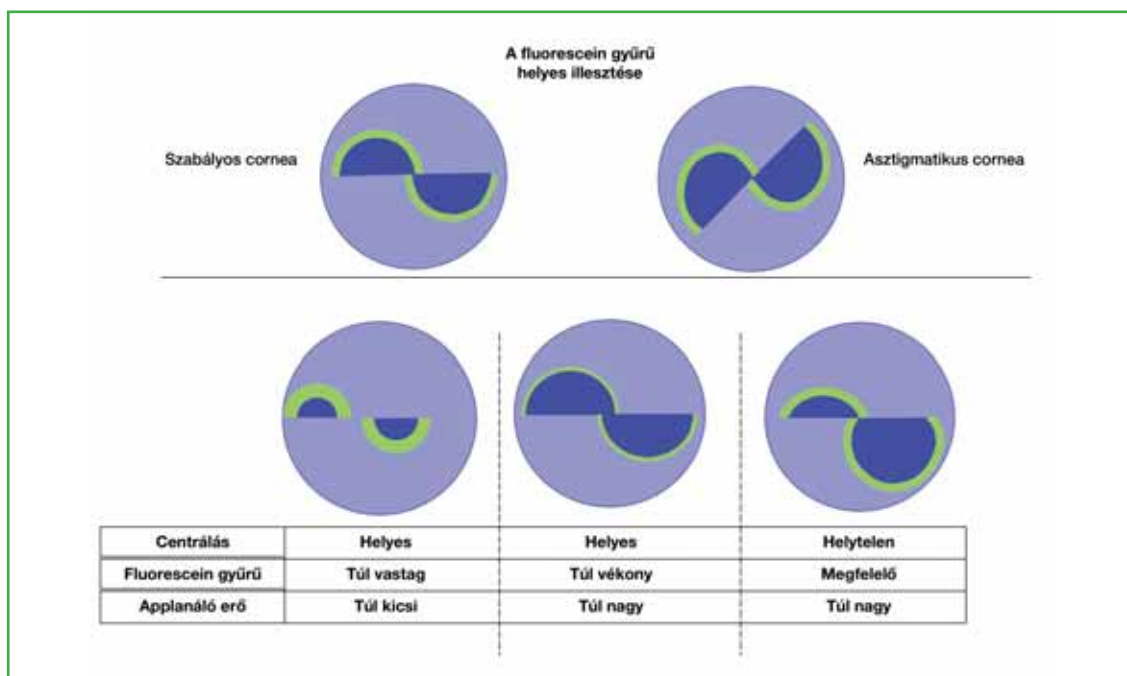 A fluorescein gyűrű
helyes illesztése
Szabályos cornea
Asztigmatikus cornea
Centrálás Helyes Helyes Helytelen
Fluorescein gyűrű Túl vastag Túl vékony Megfelelő
Applanáló erő Túl kicsi Túl nagy Túl nagy